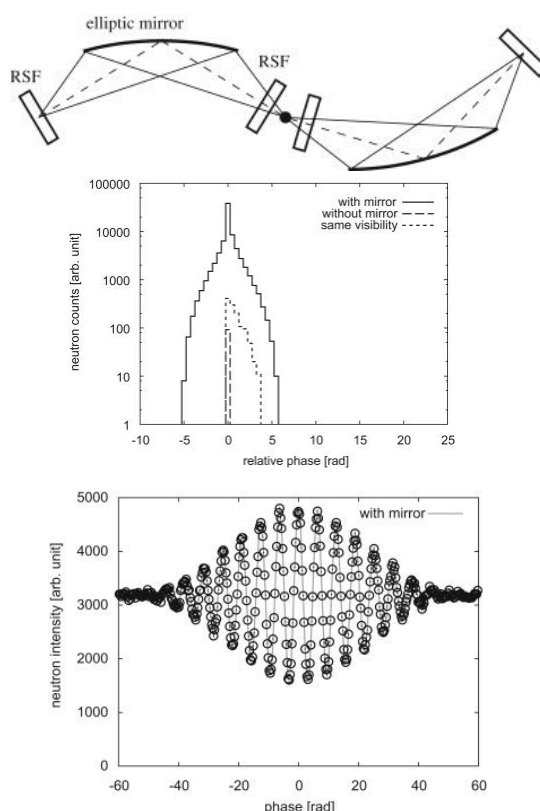 elliptic mirror
RSF
RSF
100000
10000
1000
100
10
1
neutron counts [arb. unit]
with mirror
without mirror
same visibility
-10
-5
0
5
10
15
20
25
relative phase [rad]
5000
4000
3000
2000
1000
0
neutron intensity [arb. unit]
with mirror
-60
-40
-20
0
20
40
60
phase [rad]